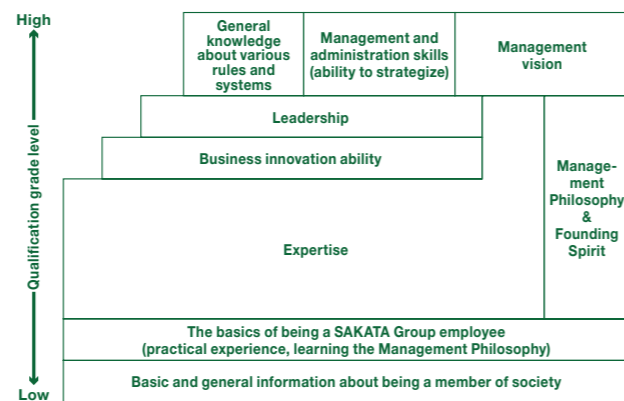 High
Qualification grade level
Low
General
knowledge
about various
rules and
systems
Management and
administration skills
(ability to strategize)
Management
vision
Leadership
Business innovation ability
Manage-
ment
Philosophy
&
Founding
Spirit
Expertise
The basics of being a SAKATA Group employee
(practical experience, learning the Management Philosophy)
Basic and general information about being a member of society